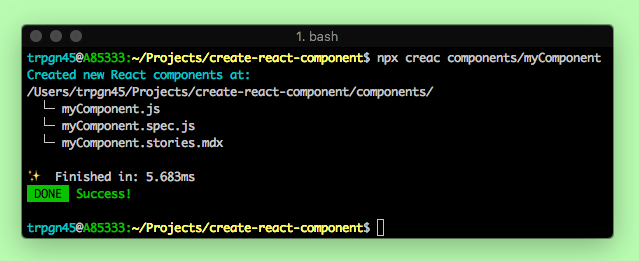 1. bash
trpgn45@A85333:~/Projects/create-react-component$ npx creac components/myComponent
Created new React components at:
/Users/trpgn45/Projects/create-react-component/components/
└─ myComponent.js
└─ myComponent.spec.js
└─ myComponent.stories.mdx
✨ Finished in: 5.683ms
DONE Success!
trpgn45@A85333:~/Projects/create-react-component$